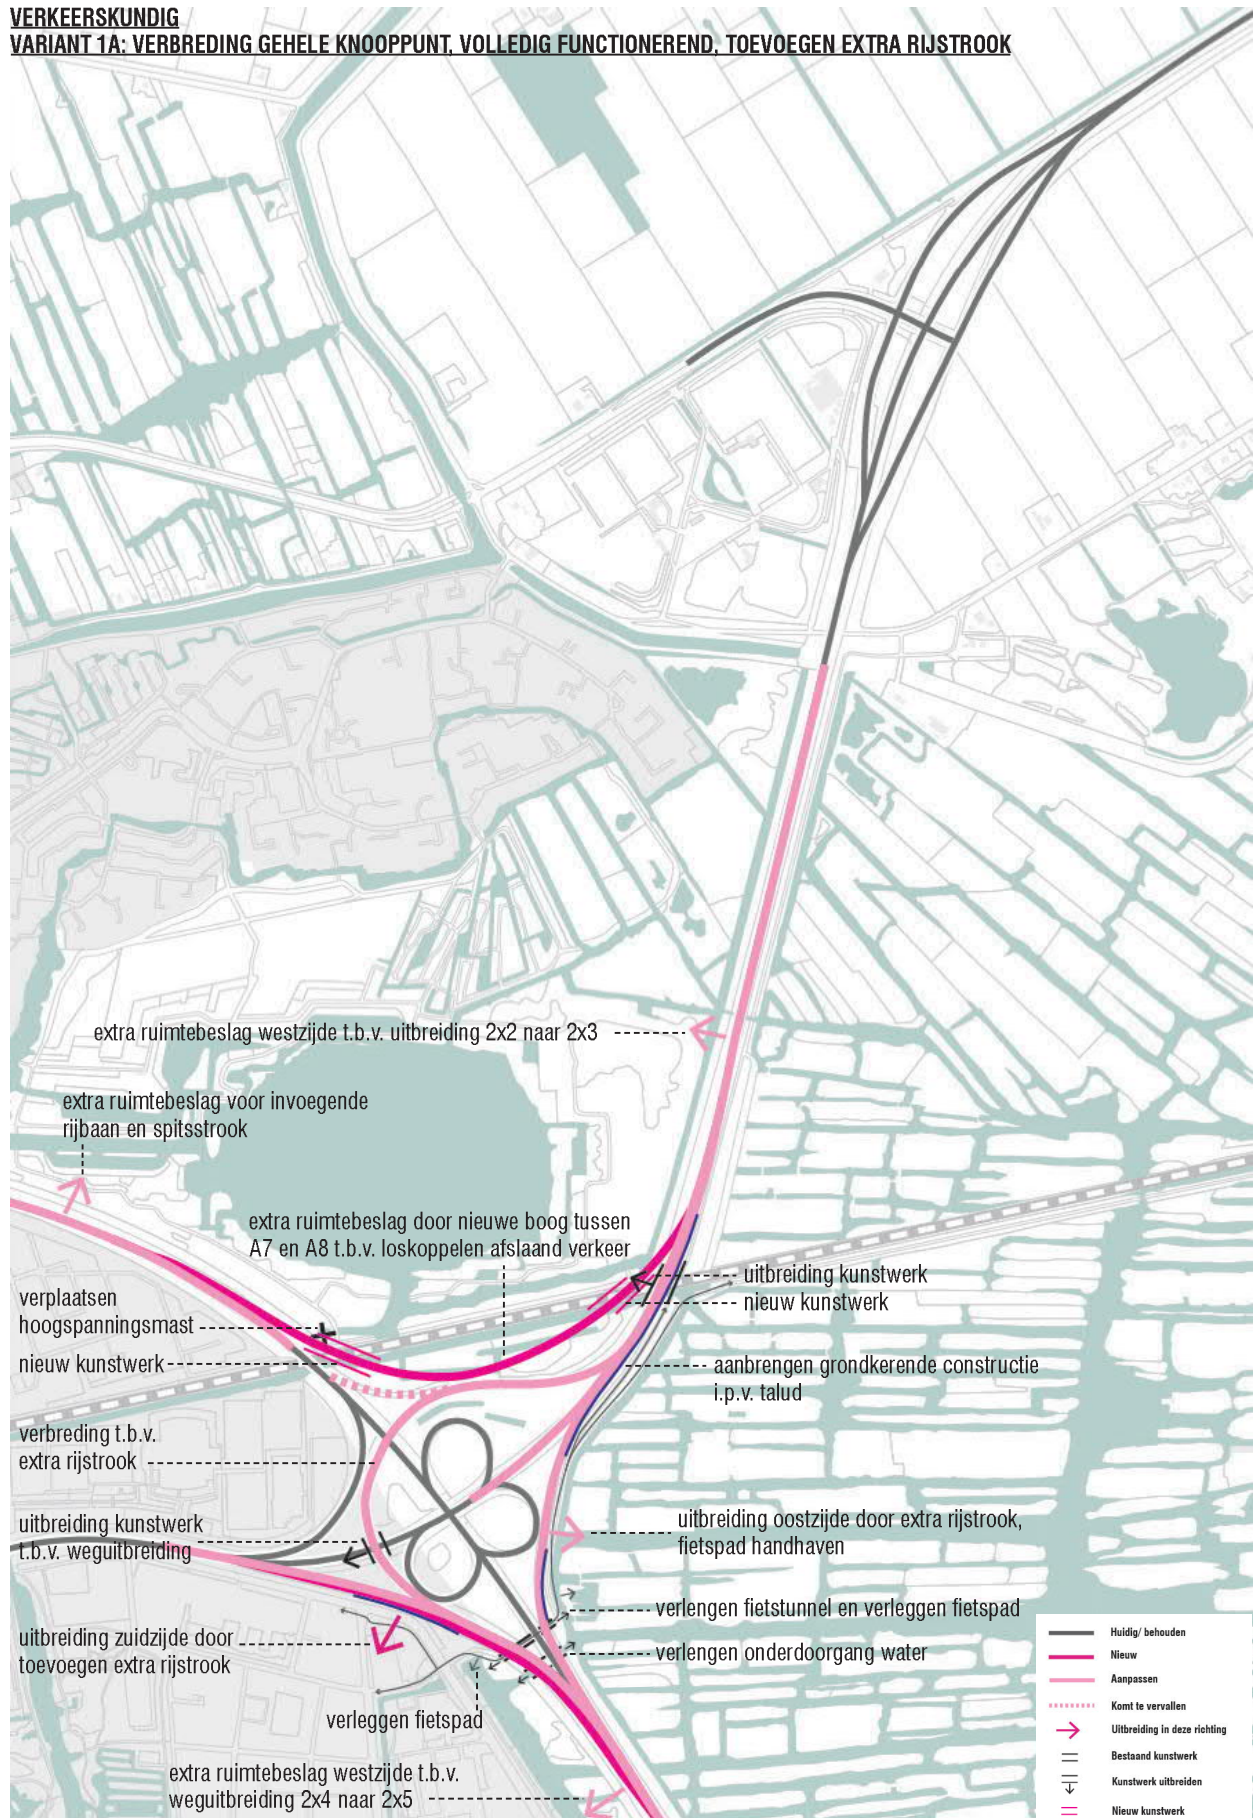 VERKEERSKUNDIG
VARIANT 1A: VERBREDING GEHELE KNOOPPUNT, VOLLEDIG FUNCTIONEREND, TOEVOEGEN EXTRA RIJSTROOK
extra ruimtebeslag westzijde t.b.v. uitbreiding 2x2 naar 2x3
extra ruimtebeslag voor invoegende
rijbaan en spitsstrook
extra ruimtebeslag door nieuwe boog tussen
A7 en A8 t.b.v. loskoppelen afslaand verkeer
uitbreiding kunstwerk
nieuw kunstwerk
verplaatsen
hoogspanningsmast
nieuw kunstwerk
aanbrengen grondkerende constructie
i.p.v. talud
verbreding t.b.v.
extra rijstrook
uitbreiding kunstwerk
t.b.v. weguitbreiding
uitbreiding oostzijde door extra rijstrook,
fietspad handhaven
verlengen fietstunnel en verleggen fietspad
uitbreiding zuidzijde door
toevoegen extra rijstrook
verlengen onderdoorgang water
verleggen fietspad
extra ruimtebeslag westzijde t.b.v.
weguitbreiding 2x4 naar 2x5
Huidig/ behouden
Nieuw
Aanpassen
Komt te vervallen
Uitbreiding in deze richting
Bestaand kunstwerk
Kunstwerk uitbreiden
Nieuw kunstwerk